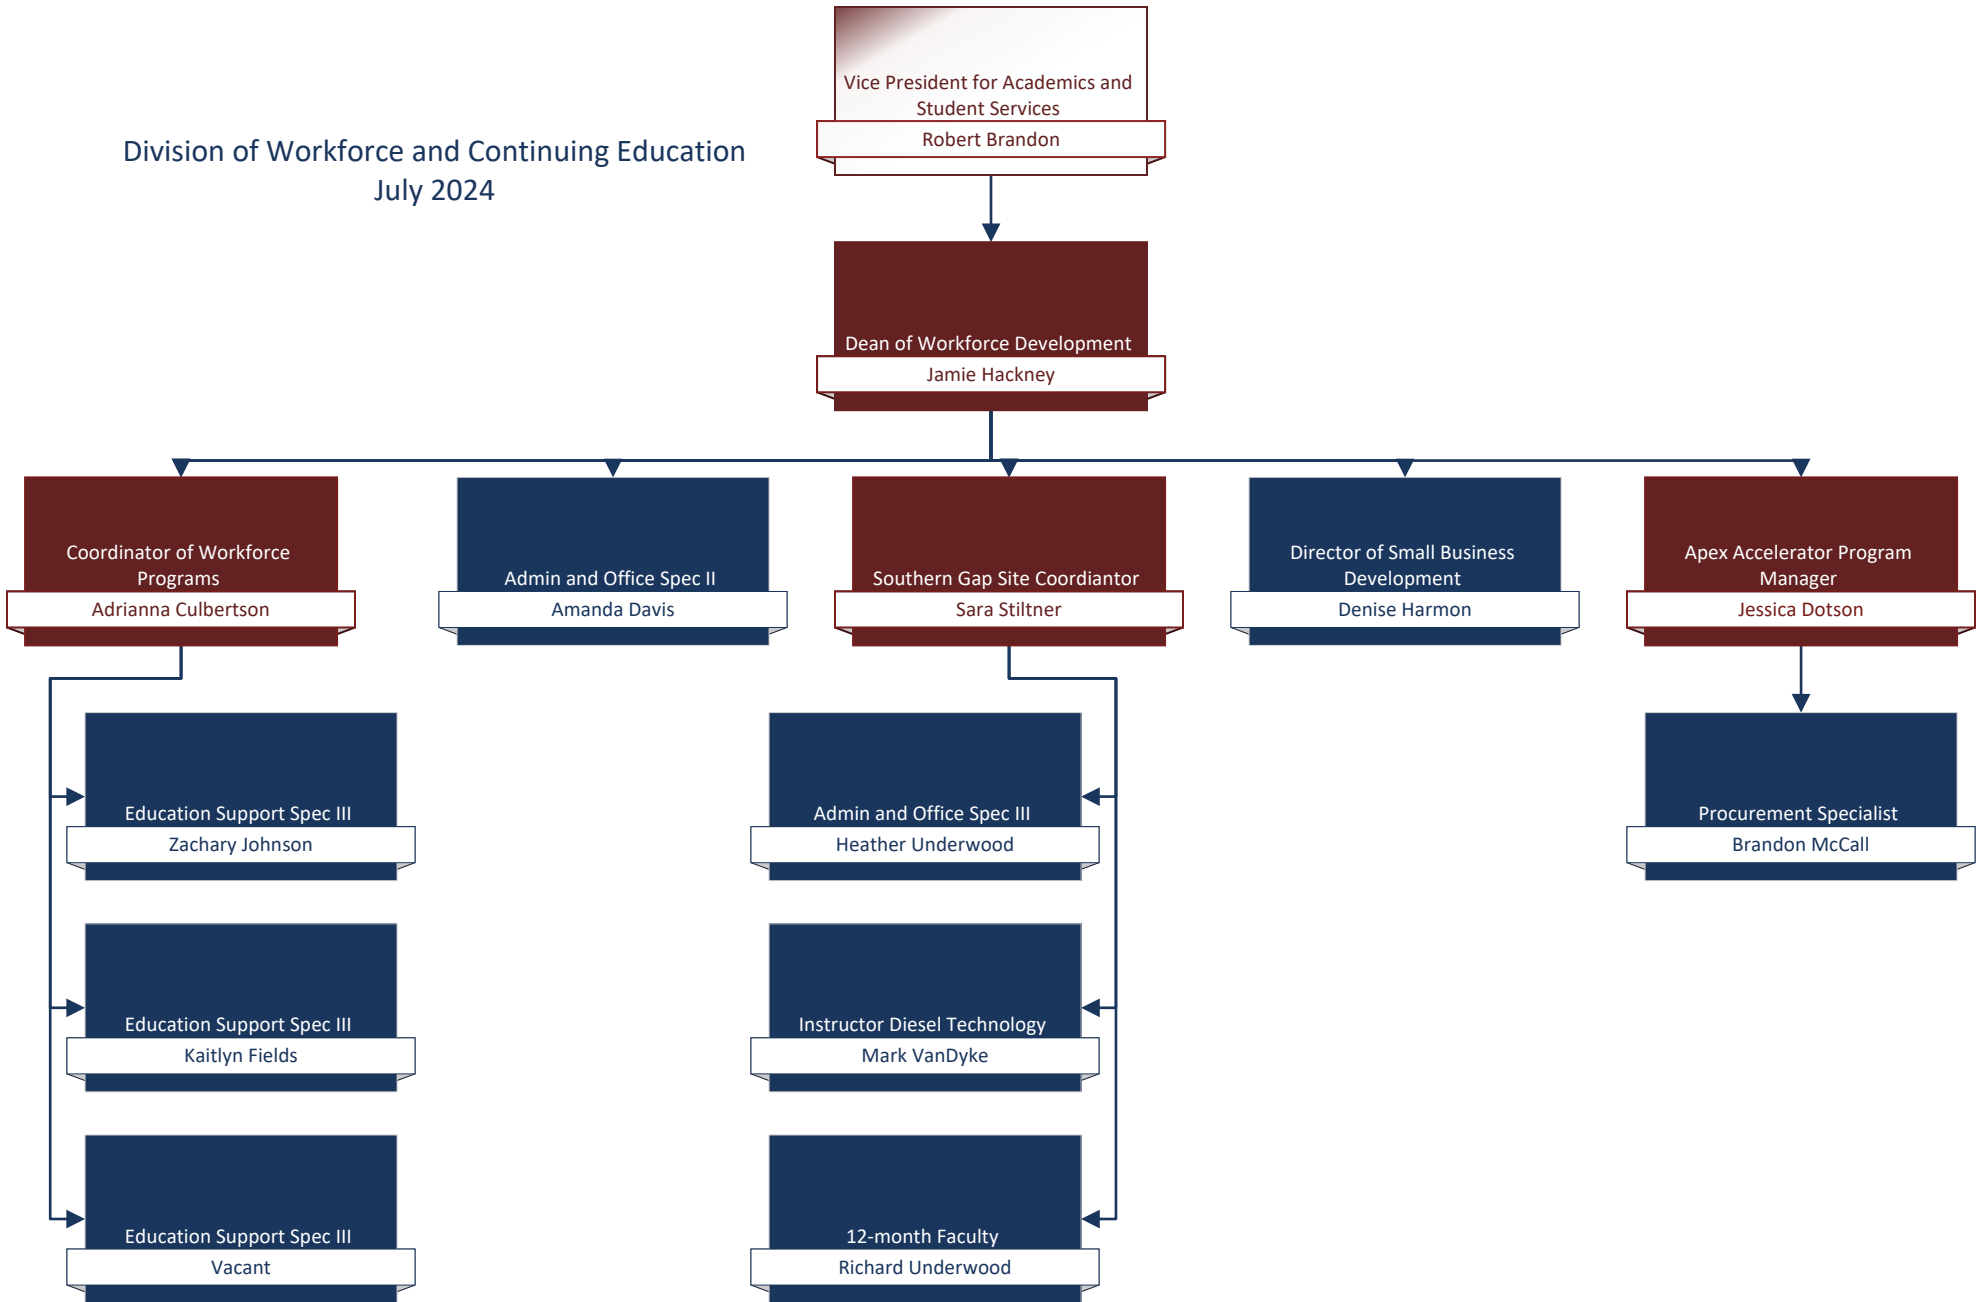 Vice President for Academics and
Student Services
Robert Brandon
Division of Workforce and Continuing Education
July 2024
Dean of Workforce Development
Jamie Hackney
Coordinator of Workforce
Programs
Adrianna Culbertson
Admin and Office Spec II
Amanda Davis
Southern Gap Site Coordiantor
Sara Stiltner
Director of Small Business
Development
Denise Harmon
Apex Accelerator Program
Manager
Jessica Dotson
Education Support Spec III
Zachary Johnson
Admin and Office Spec III
Heather Underwood
Procurement Specialist
Brandon McCall
Education Support Spec III
Kaitlyn Fields
Instructor Diesel Technology
Mark VanDyke
Education Support Spec III
Vacant
12-month Faculty
Richard Underwood